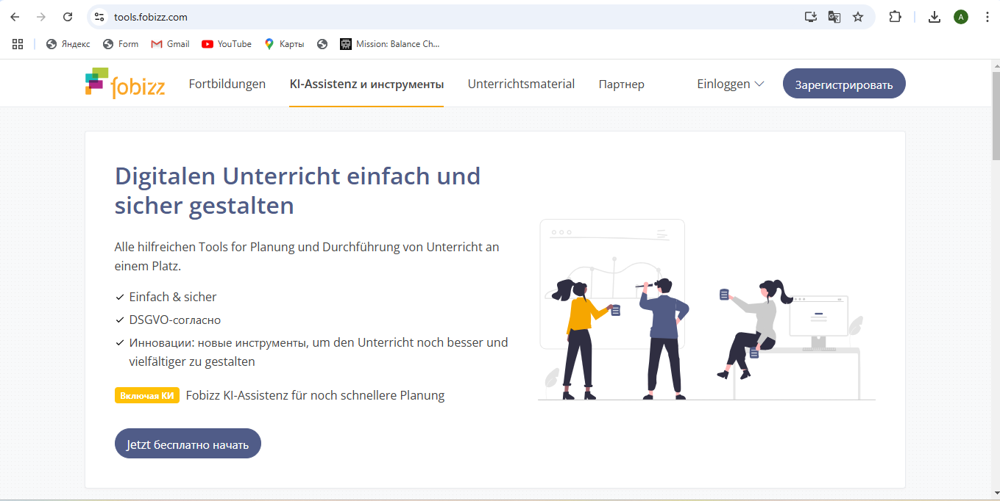 tools.fobizz.com
A
Яндекс
Form
Gmail
YouTube
Карты
Mission: Balance Ch...
fobizz
Fortbildungen
KI-Assistenz и инструменты
Unterrichtsmaterial
Партнер
Einloggen
Зарегистрировать
Digitalen Unterricht einfach und
sicher gestalten
Alle hilfreichen Tools for Planung und Durchführung von Unterricht an
einem Platz.
Einfach & sicher
DSGVO-согласно
Инновации: новые инструменты, um den Unterricht noch besser und
vielfältiger zu gestalten
Включая КИ Fobizz KI-Assistenz für noch schnellere Planung
Jetzt бесплатно начать